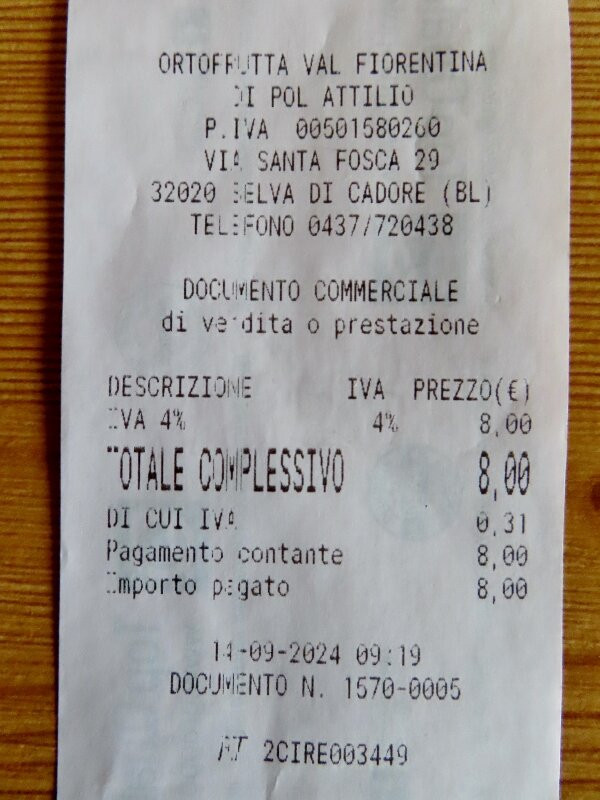 ORTOFRUTTA VAL FIORENTINA
DI POL ATTILIO
P.IVA 00501580260
VIA SANTA FOSCA 29
32020 SELVA DI CADORE (BL)
TELEFONO 0437/720438
DOCUMENTO COMMERCIALE
di vendita o prestazione
DESCRIZIONE IVA PREZZO(€)
IVA 4% 4% 8,00
TOTALE COMPLESSIVO 8,00
DI CUI IVA 0,31
Pagamento contante 8,00
Importo pagato 8,00
14-09-2024 09:19
DOCUMENTO N. 1570-0005
RT 2CIRE003449